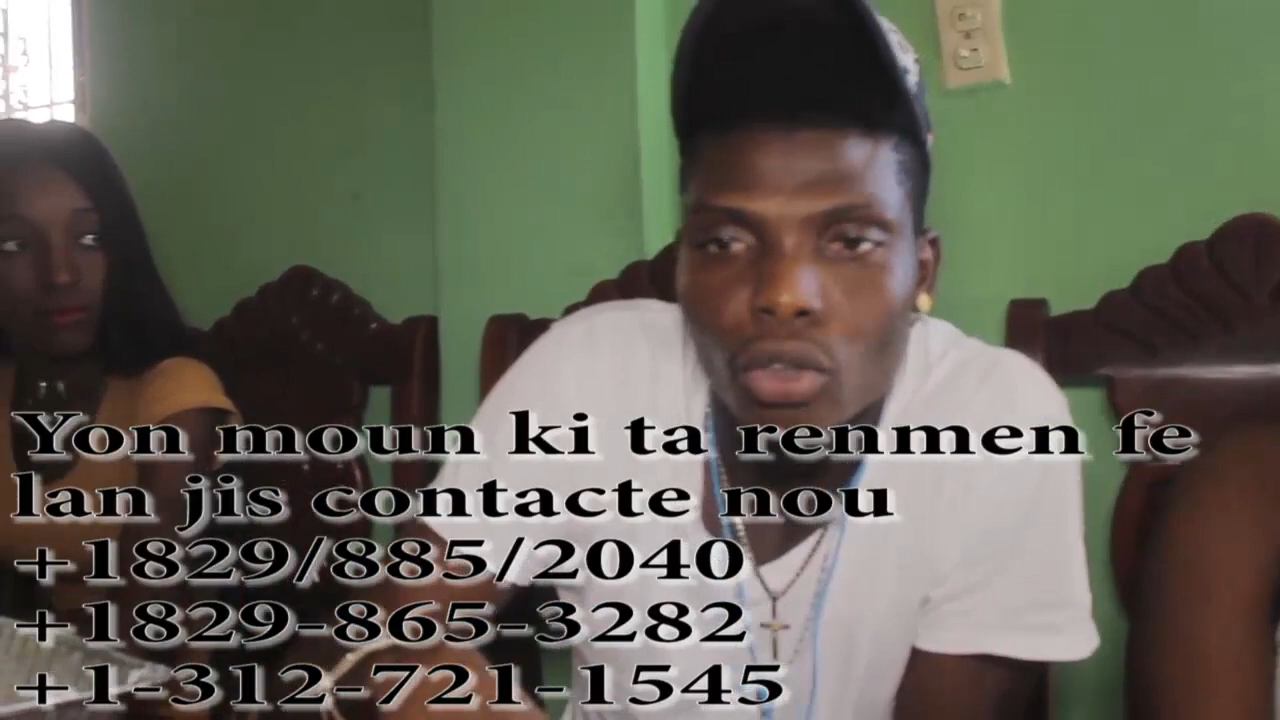 Yon moun ki ta renmen fe
lan jis contacte nou
+1829/885/2040
+1829-865-3282
+1-312-721-1545